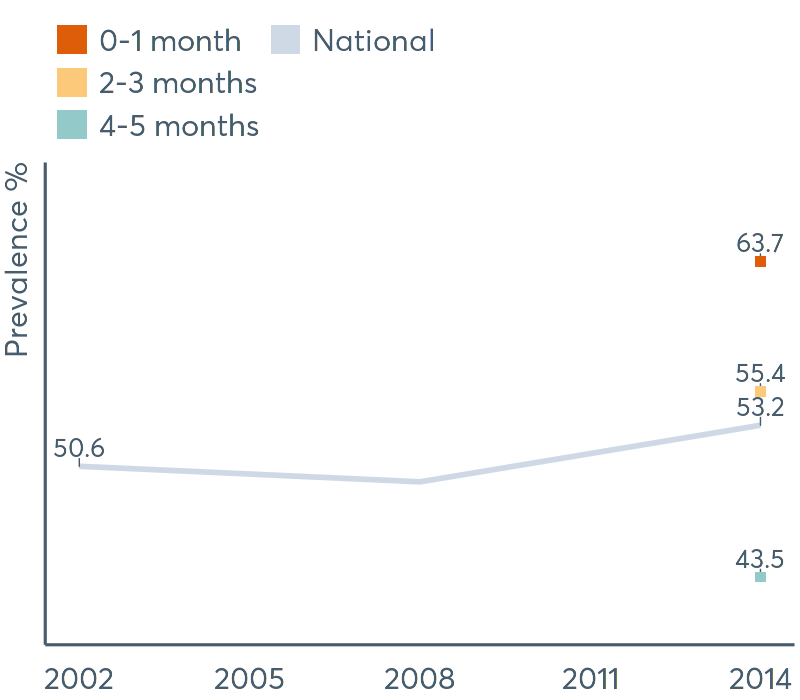 0-1 month National
2-3 months
4-5 months
Prevalence %
63.7
55.4
53.2
50.6
43.5
2002 2005 2008 2011 2014